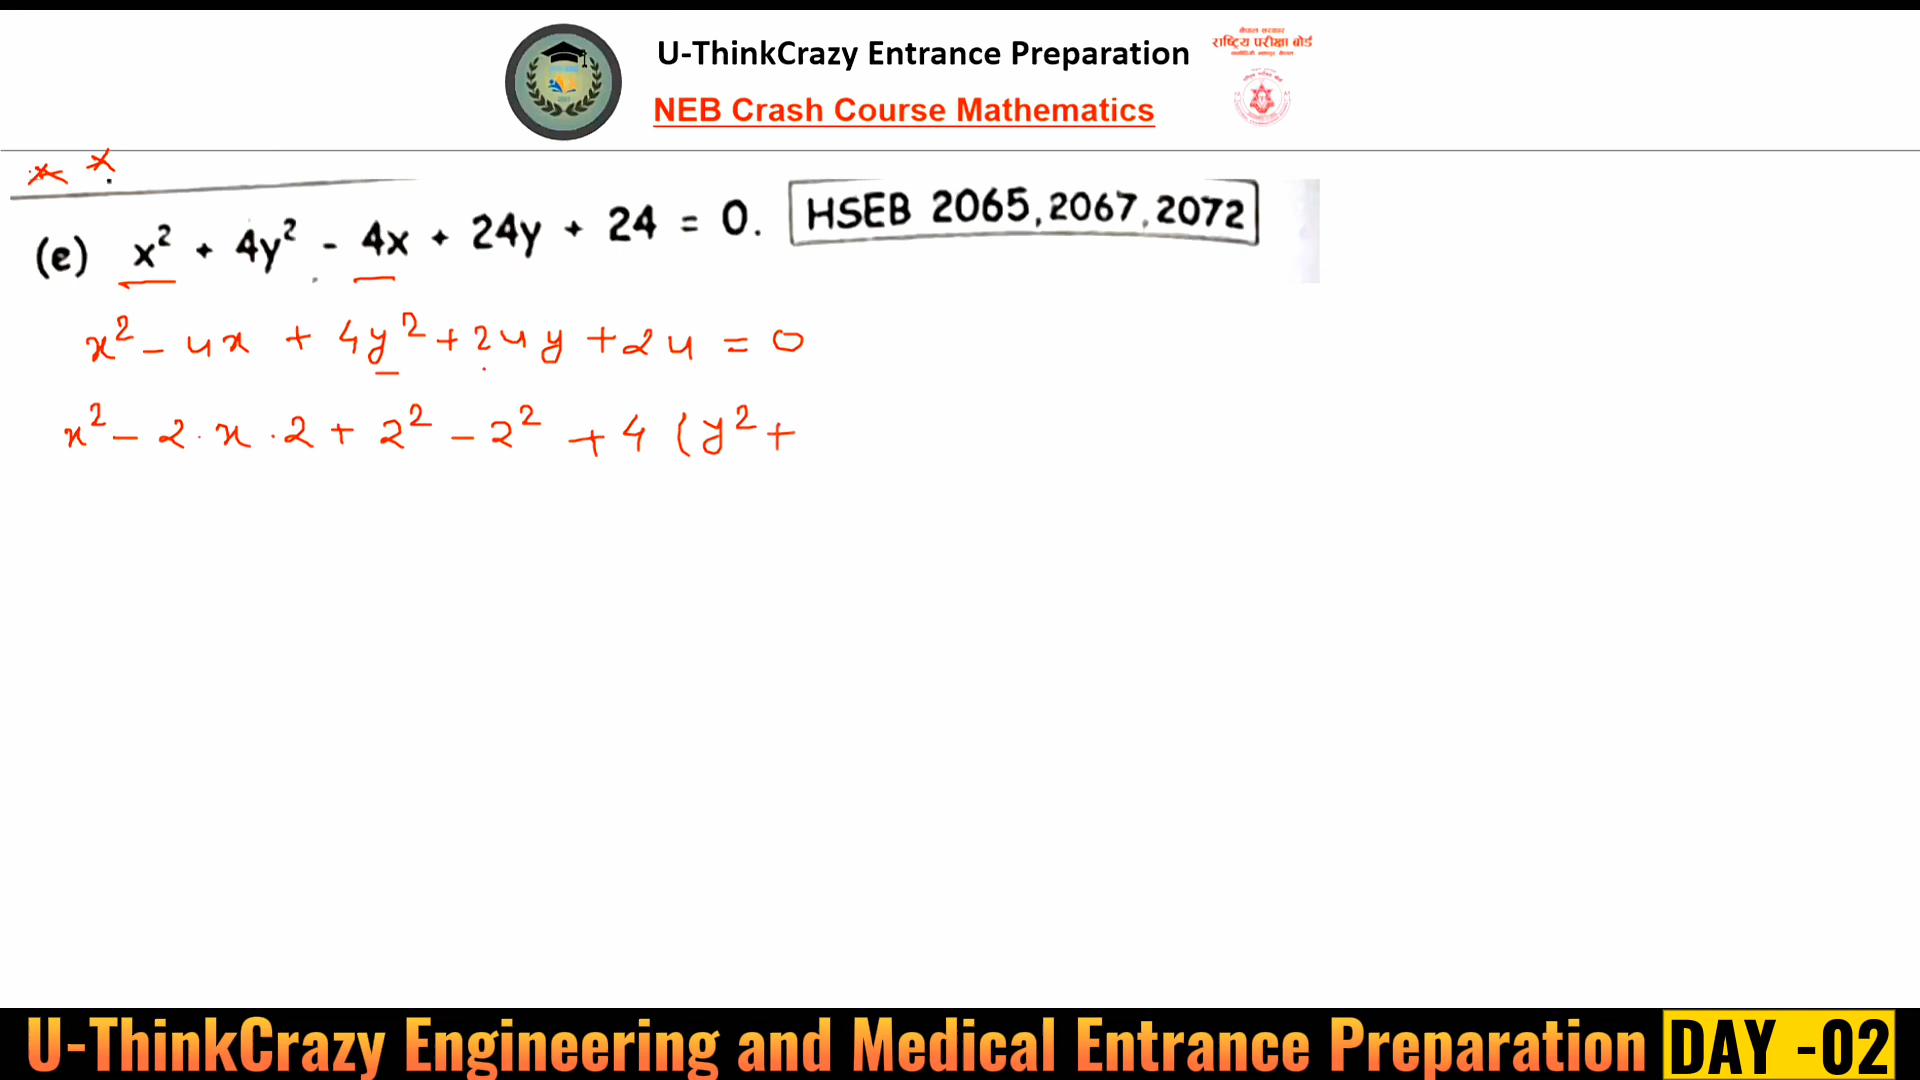 U-ThinkCrazy Entrance Preparation
NEB Crash Course Mathematics
नेपाल सरकार
राष्ट्रिय परीक्षा बोर्ड
(e) x² + 4y² - 4x + 24y + 24 = 0. HSEB 2065, 2067, 2072
x² - 4x + 4y² + 24y + 24 = 0
x² - 2.x.2 + 2² - 2² + 4 (y² +
U-ThinkCrazy Engineering and Medical Entrance Preparation DAY -02